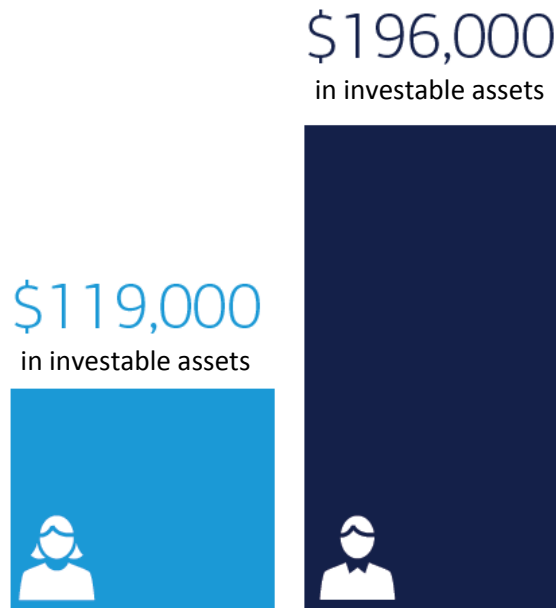 $196,000
in investable assets
$119,000
in investable assets